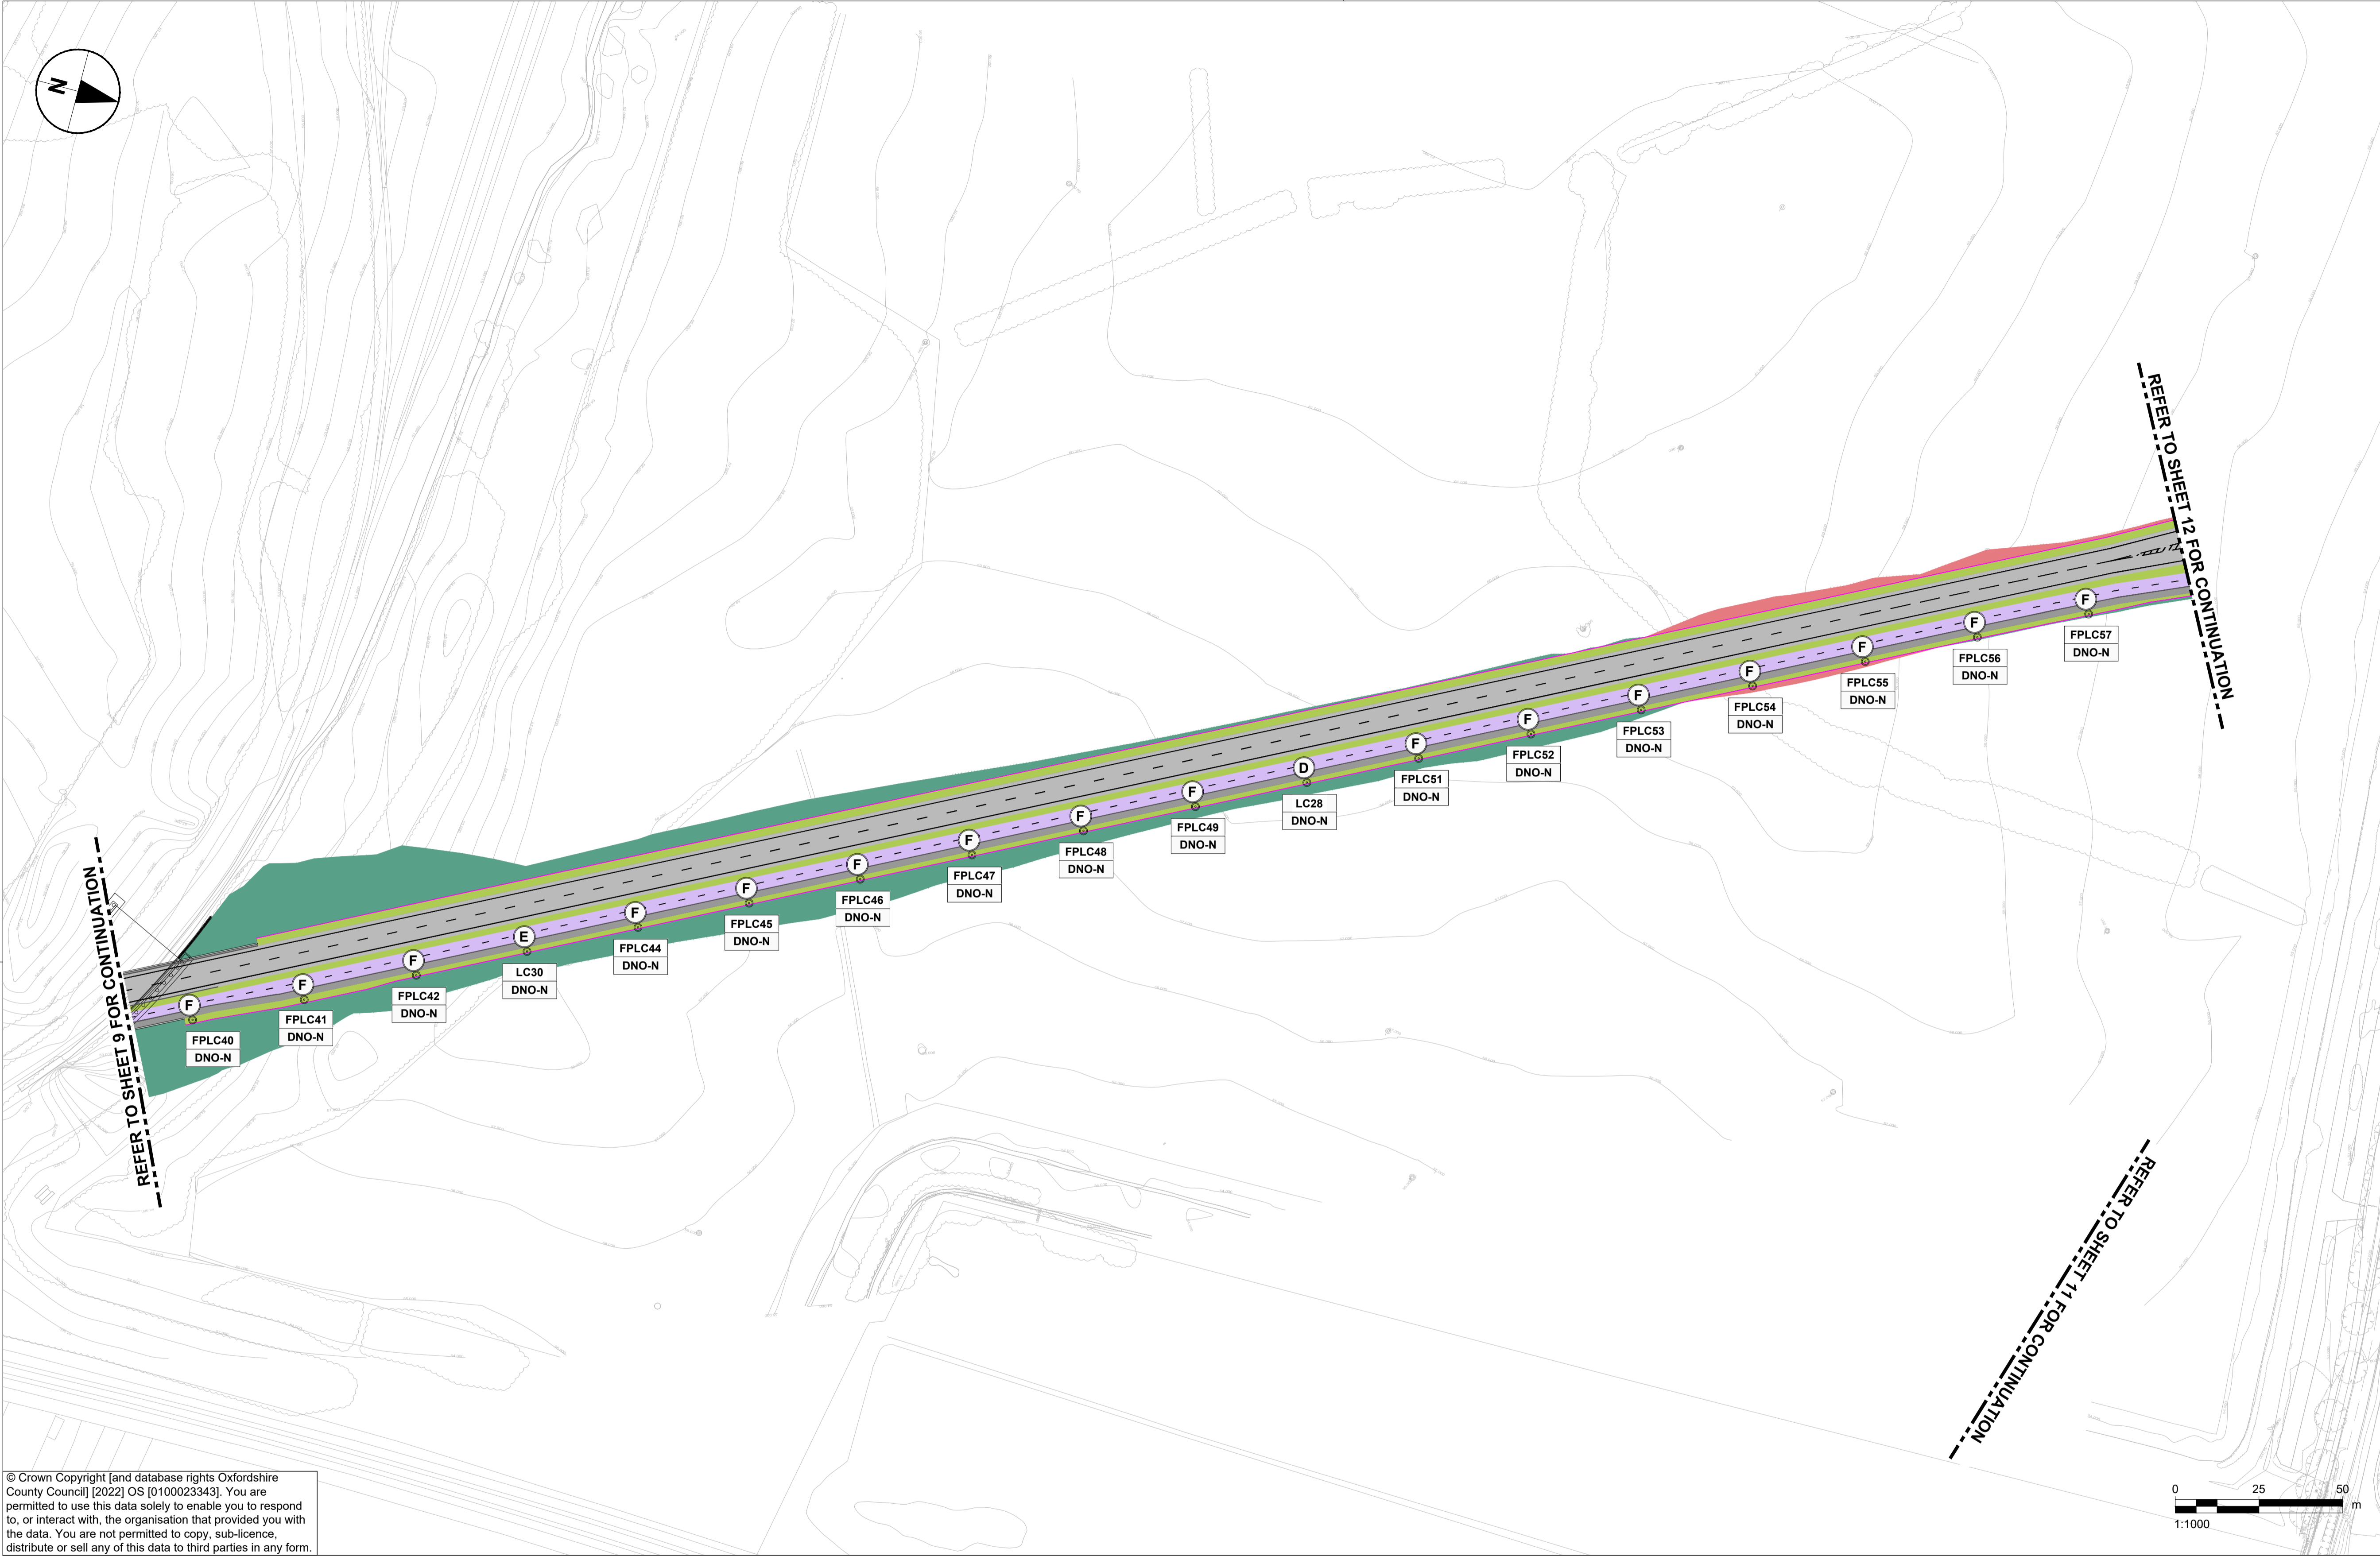 N
REFER TO SHEET 12 FOR CONTINUATION
REFER TO SHEET 9 FOR CONTINUATION
F
FPLC40
DNO-N
F
FPLC41
DNO-N
F
FPLC42
DNO-N
E
LC30
DNO-N
F
FPLC44
DNO-N
F
FPLC45
DNO-N
F
FPLC46
DNO-N
F
FPLC47
DNO-N
F
FPLC48
DNO-N
F
FPLC49
DNO-N
D
LC28
DNO-N
F
FPLC51
DNO-N
F
FPLC52
DNO-N
F
FPLC53
DNO-N
F
FPLC54
DNO-N
F
FPLC55
DNO-N
F
FPLC56
DNO-N
F
FPLC57
DNO-N
REFER TO SHEET 11 FOR CONTINUATION
© Crown Copyright [and database rights Oxfordshire
County Council] [2022] OS [0100023343]. You are
permitted to use this data solely to enable you to respond
to, or interact with, the organisation that provided you with
the data. You are not permitted to copy, sub-licence,
distribute or sell any of this data to third parties in any form.
0 25 50 m
1:1000